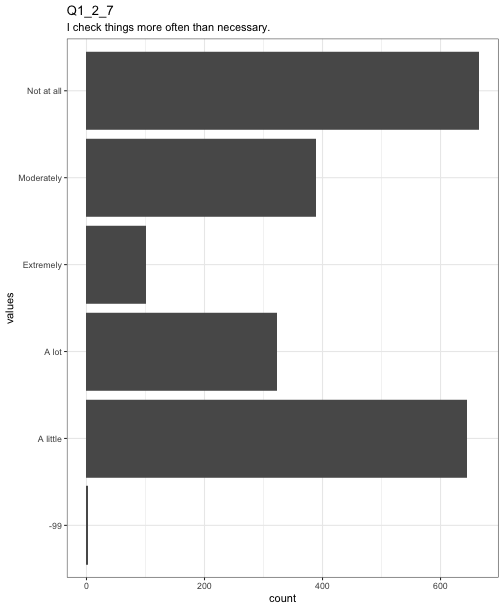 Q1_2_7
I check things more often than necessary.
Not at all
Moderately
Extremely
A lot
A little
-99
values
0 200 400 600
count